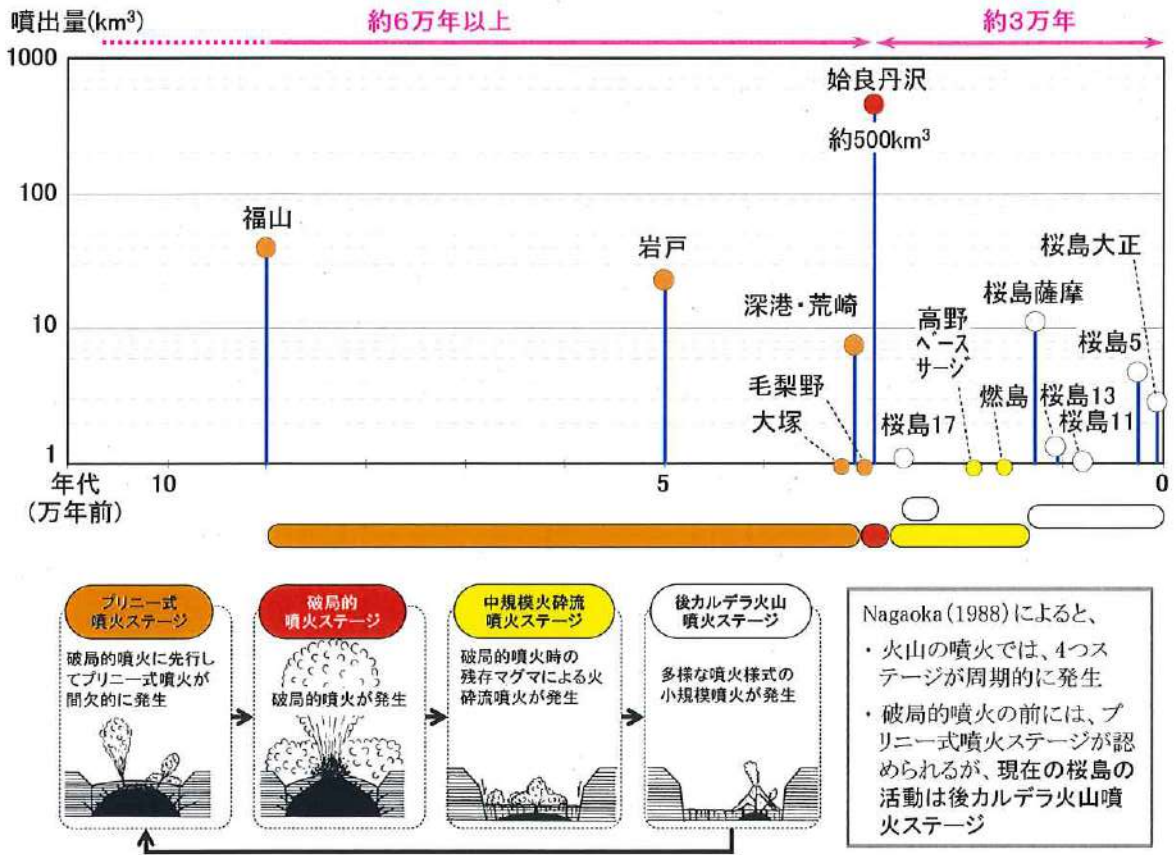 噴出量(km³)
約6万年以上
約3万年
1000
100
10
1
姶良丹沢
約500km³
福山
岩戸
深港・荒崎
毛梨野
大塚
桜島17
高野
ベース
サージ
燃島
桜島薩摩
桜島13
桜島11
桜島5
桜島大正
年代
(万年前)
10
5
0
プリニー式
噴火ステージ
破局的噴火に先行し
てプリニー式噴火が
間欠的に発生
破局的
噴火ステージ
破局的噴火が発生
中規模火砕流
噴火ステージ
破局的噴火時の
残存マグマによる火
砕流噴火が発生
後カルデラ火山
噴火ステージ
多様な噴火様式の
小規模噴火が発生
Nagaoka(1988)によると、
・火山の噴火では、4つス
テージが周期的に発生
・破局的噴火の前には、プ
リニー式噴火ステージが認
められるが、現在の桜島の
活動は後カルデラ火山噴
火ステージ